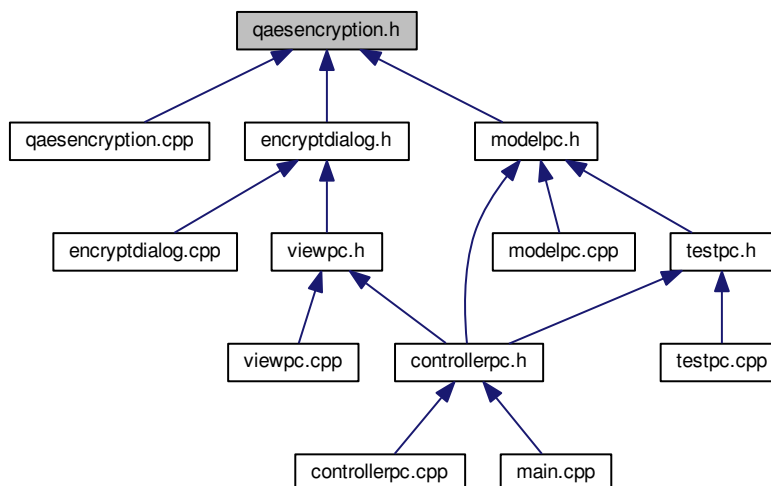 qaesencryption.h
qaesencryption.cpp
encryptdialog.h
modelpc.h
encryptdialog.cpp
viewpc.h
modelpc.cpp
testpc.h
viewpc.cpp
controllerpc.h
testpc.cpp
controllerpc.cpp
main.cpp